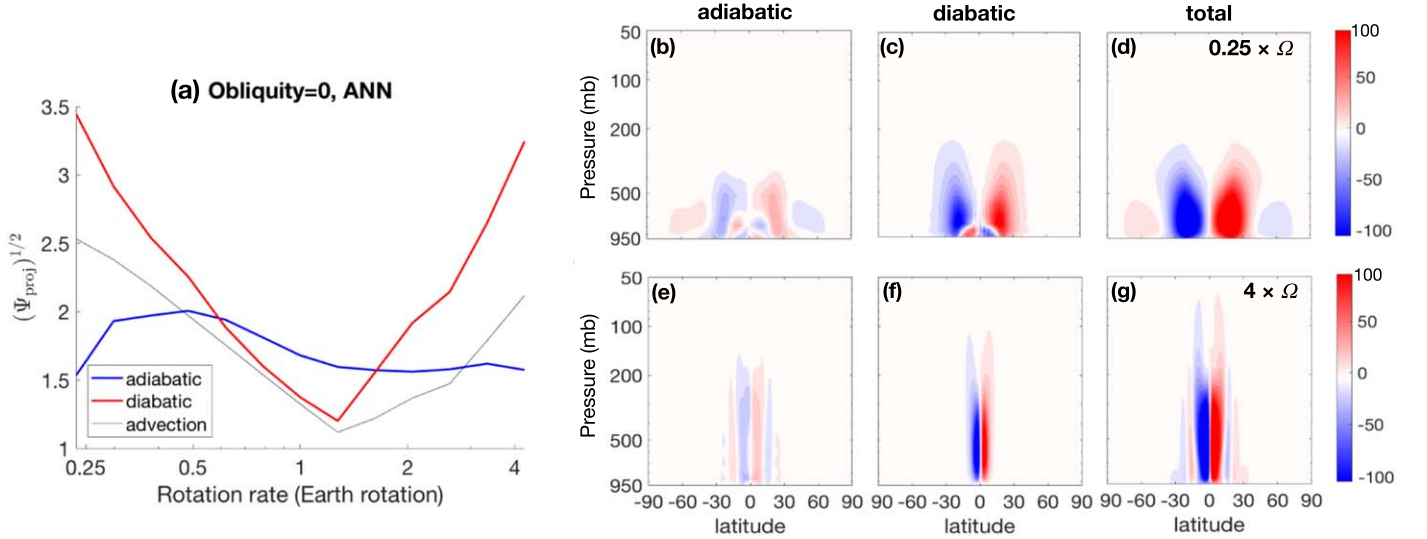 (a) Obliquity=0, ANN
3.5
3
2.5
2
1.5
1
(Ψproj)^1/2
adiabatic
diabatic
advection
0.25 0.5 1 2 4
Rotation rate (Earth rotation)
adiabatic diabatic total
(b) (c) (d) 0.25 × Ω
50
100
200
500
950
Pressure (mb)
100
50
0
-50
-100
(e) (f) (g) 4 × Ω
50
100
200
500
950
Pressure (mb)
100
50
0
-50
-100
-90 -60 -30 0 30 60 90 -60 -30 0 30 60 90 -60 -30 0 30 60 90
latitude latitude latitude